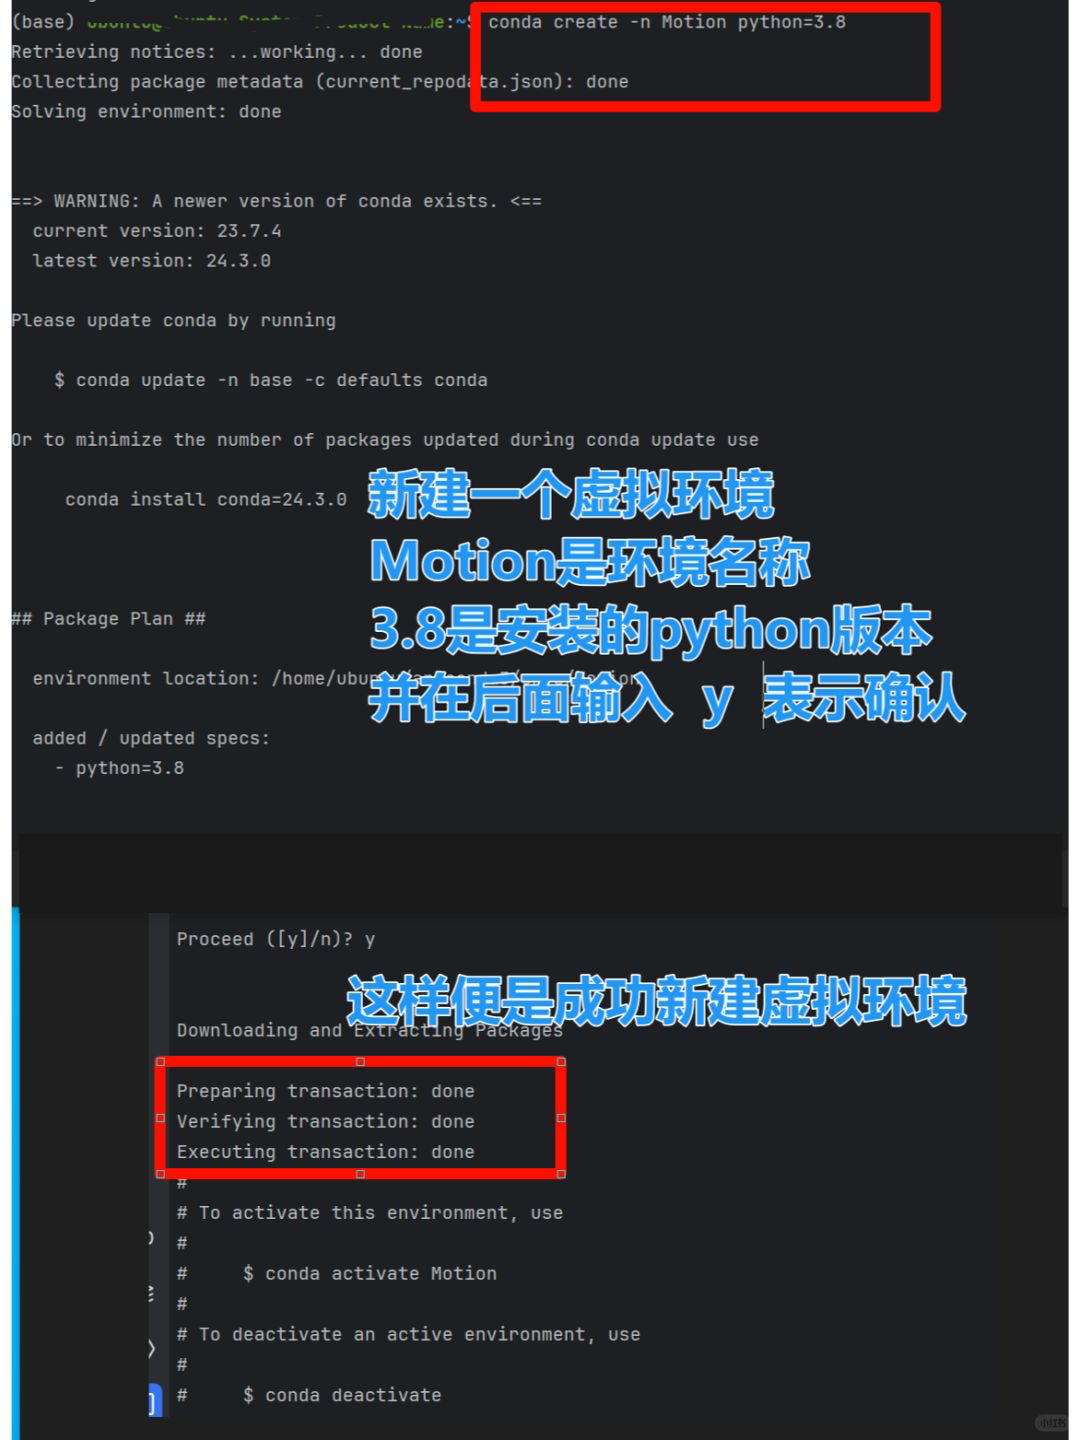 (base) :~$ conda create -n Motion python=3.8
Retrieving notices: ...working... done
Collecting package metadata (current_repodata.json): done
Solving environment: done
==> WARNING: A newer version of conda exists. <==
current version: 23.7.4
latest version: 24.3.0
Please update conda by running
$ conda update -n base -c defaults conda
Or to minimize the number of packages updated during conda update use
conda install conda=24.3.0
新建一个虚拟环境
Motion是环境名称
## Package Plan ##
3.8是安装的python版本
environment location:
并在后面输入 y 表示确认
added / updated specs:
- python=3.8
Proceed ([y]/n)? y
这样便是成功新建虚拟环境
Downloading and Extracting Packages
Preparing transaction: done
Verifying transaction: done
Executing transaction: done
#
# To activate this environment, use
#
# $ conda activate Motion
#
# To deactivate an active environment, use
#
# $ conda deactivate
小红书